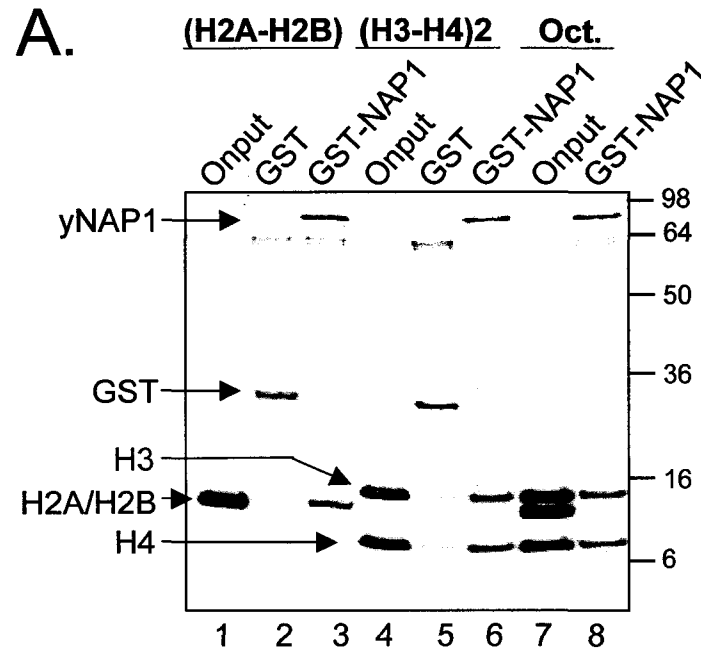 A.
(H2A-H2B) (H3-H4)2 Oct.
Onput GST GST-NAP1 Onput GST GST-NAP1 Onput GST-NAP1
yNAP1
GST
H3
H2A/H2B
H4
98
64
50
36
16
6
1 2 3 4 5 6 7 8